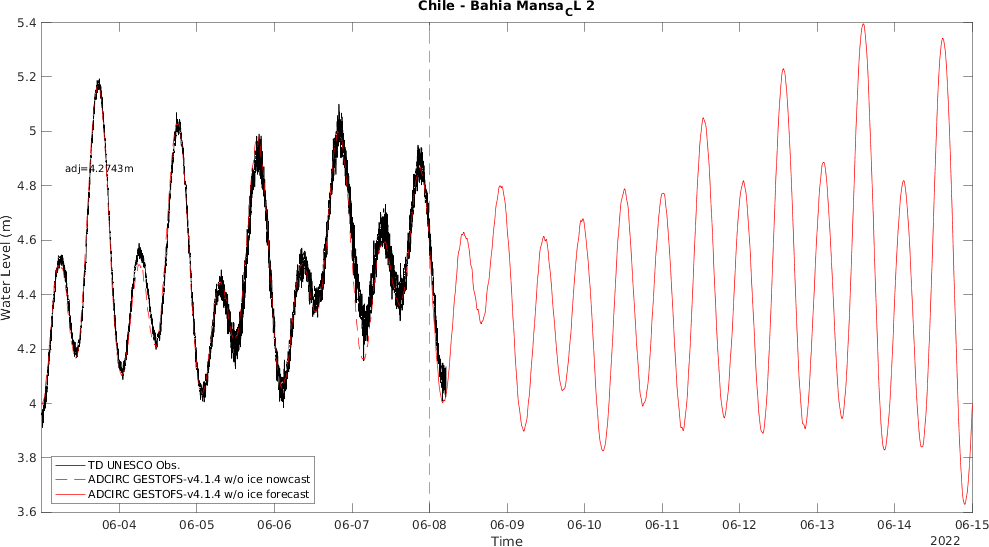 Chile - Bahia Mansa_CL 2
5.4
5.2
5
4.8
4.6
4.4
4.2
4
3.8
3.6
Water Level (m)
adj=4.2743m
TD UNESCO Obs.
ADCIRC GESTOFS-v4.1.4 w/o ice nowcast
ADCIRC GESTOFS-v4.1.4 w/o ice forecast
06-04 06-05 06-06 06-07 06-08 06-09 06-10 06-11 06-12 06-13 06-14 06-15
Time
2022